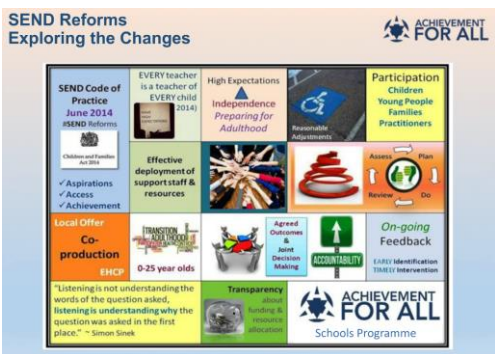 SEND Reforms
Exploring the Changes
ACHIEVEMENT
FOR ALL
SEND Code of
Practice
June 2014
#SEND Reforms
Children and Families
Act 2014
✓Aspirations
✓Access
✓Achievement
EVERY teacher
is a teacher of
EVERY child
2014)
High Expectations
Independence
Preparing for
Adulthood
Reasonable
Adjustments
Participation
Children
Young People
Families
Practitioners
Effective
deployment of
support staff &
resources
Assess
Plan
Review
Do
Local Offer
Co-
production
EHCP
TRANSITION
ADULTHOOD
0-25 year olds
Agreed
Outcomes
&
Joint
Decision
Making
ACCOUNTABILITY
On-going
Feedback
EARLY Identification
TIMELY Intervention
"Listening is not understanding the
words of the question asked,
listening is understanding why the
question was asked in the first
place." ~ Simon Sinek
Transparency
about
funding &
resource
allocation
ACHIEVEMENT
FOR ALL
Schools Programme